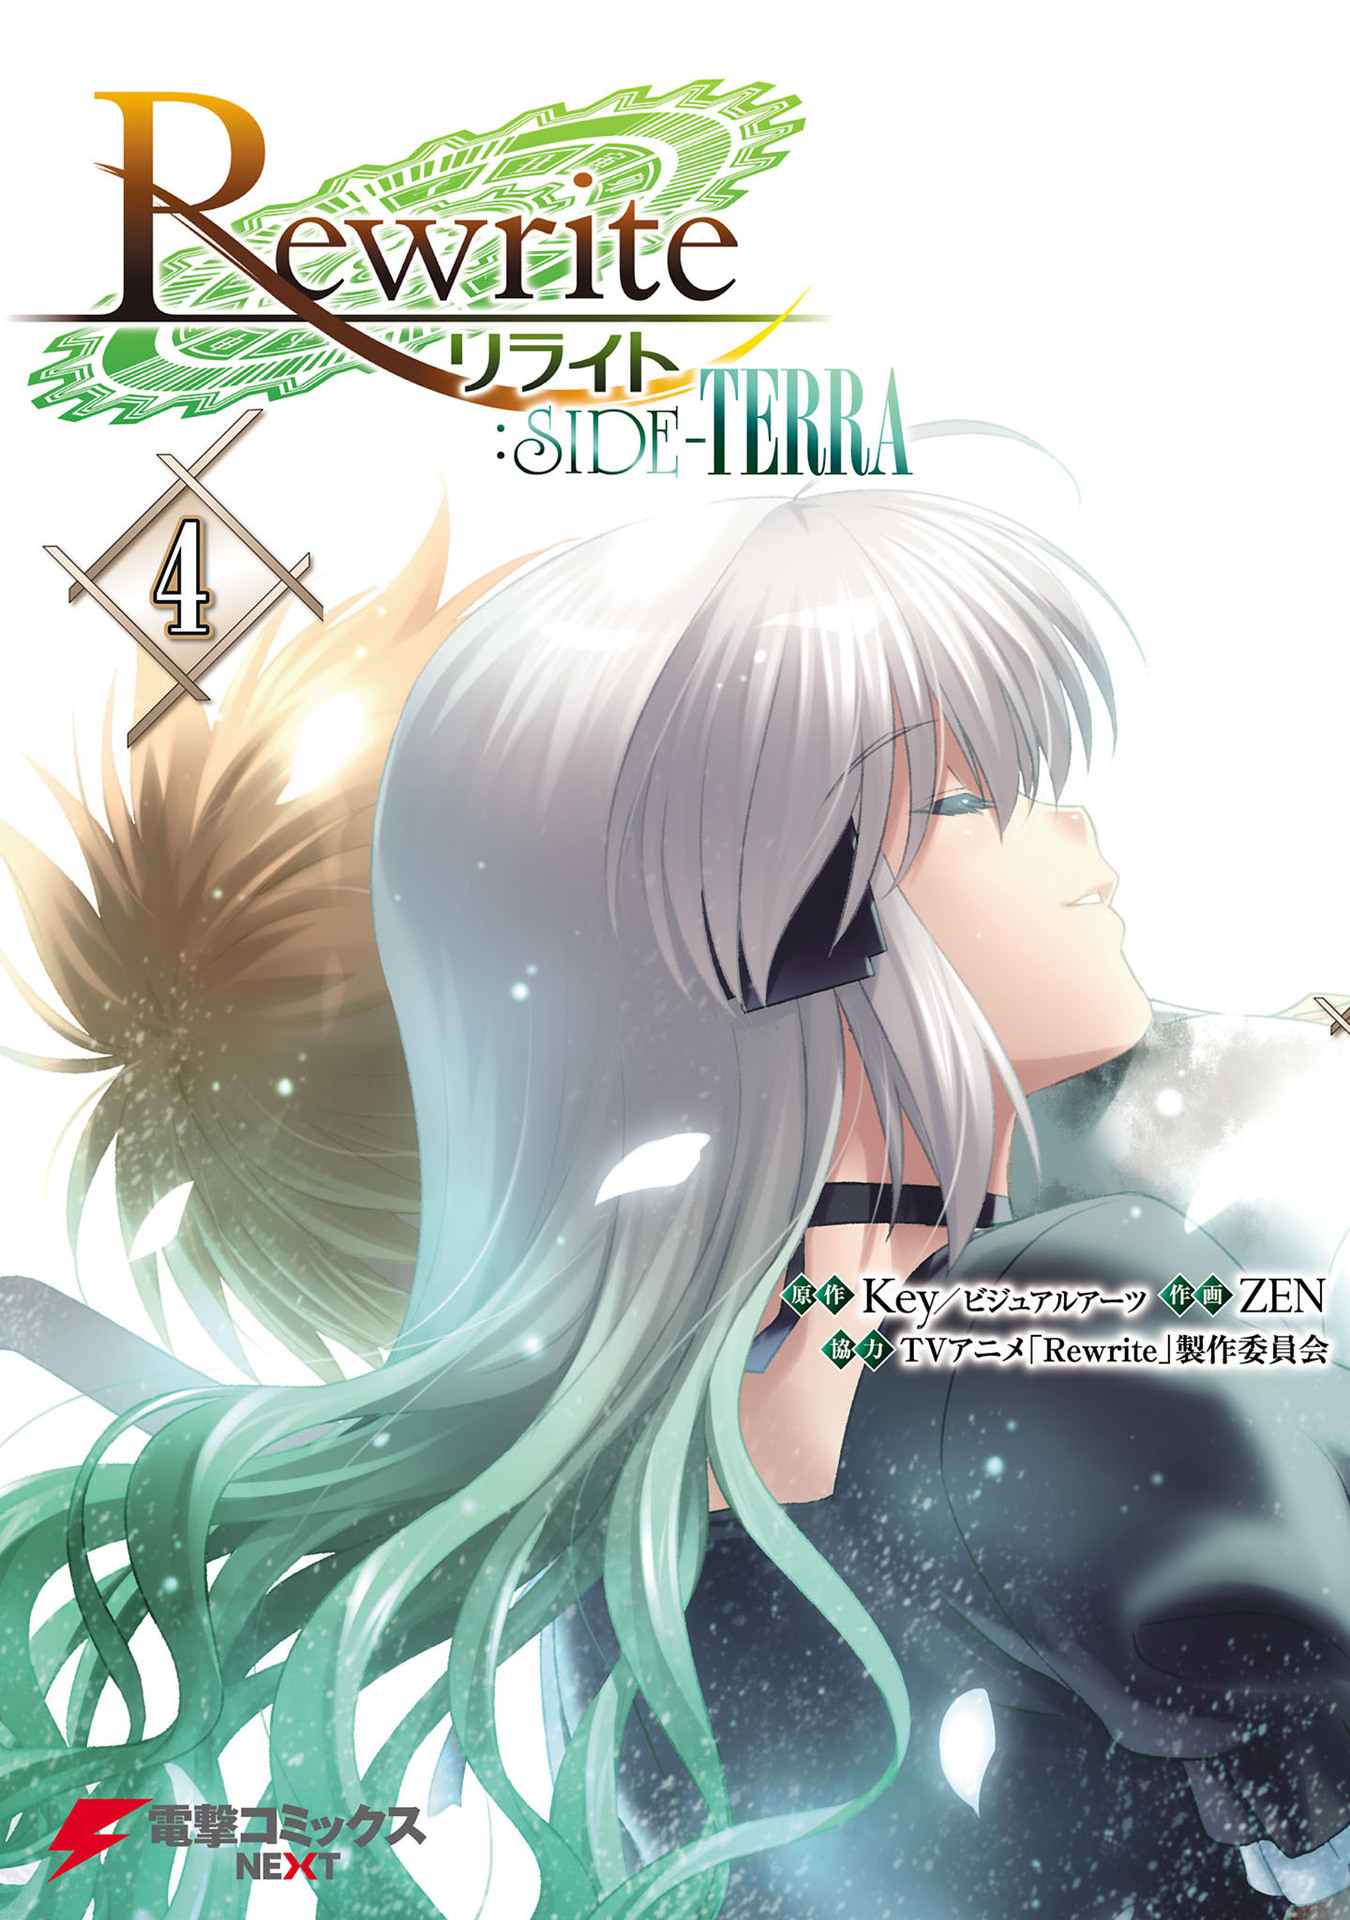 Rewrite
リライト
:SIDE-TERRA
4
原作 Key／ビジュアルアーツ 作画 ZEN
協力 TVアニメ「Rewrite」製作委員会
電撃コミックス
NEXT